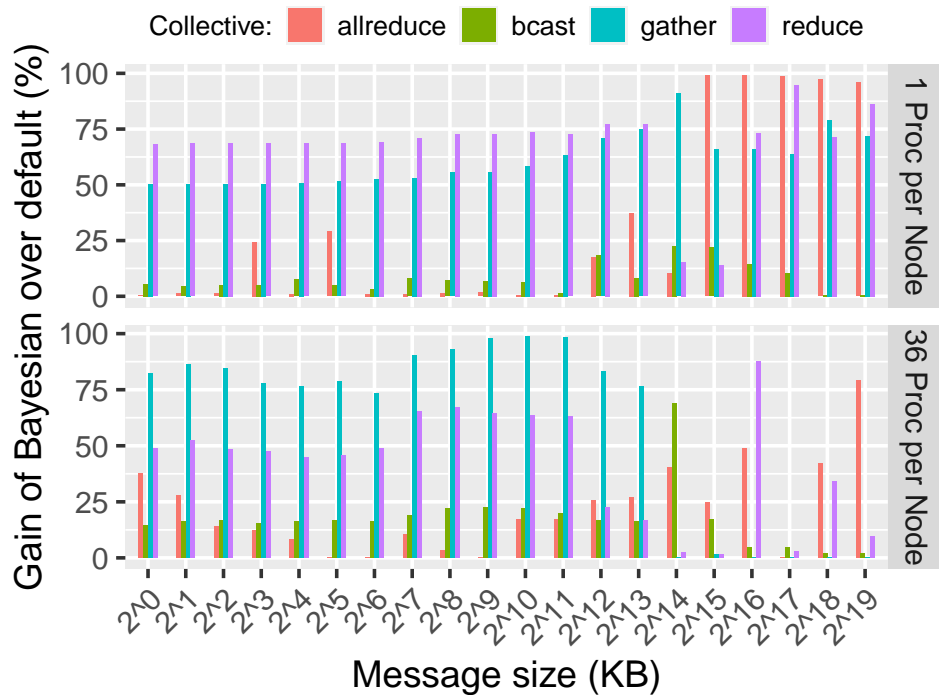 Collective: allreduce bcast gather reduce
Gain of Bayesian over default (%)
100
75
50
25
0
1 Proc per Node
100
75
50
25
0
36 Proc per Node
2^0 2^1 2^2 2^3 2^4 2^5 2^6 2^7 2^8 2^9 2^10 2^11 2^12 2^13 2^14 2^15 2^16 2^17 2^18 2^19
Message size (KB)